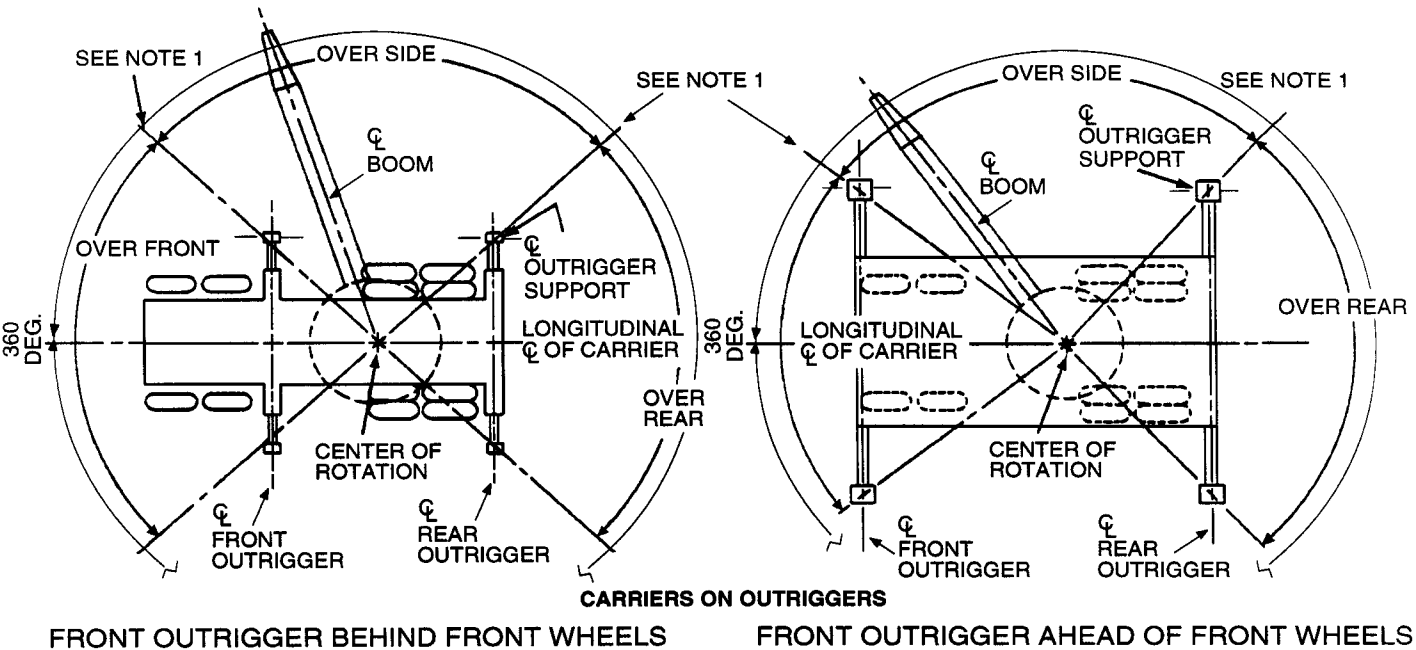 SEE NOTE 1
OVER SIDE
℄
BOOM
OVER FRONT
℄
OUTRIGGER
SUPPORT
360
DEG.
LONGITUDINAL
℄ OF CARRIER
OVER
REAR
CENTER OF
ROTATION
℄
FRONT
OUTRIGGER
℄
REAR
OUTRIGGER
SEE NOTE 1
OVER SIDE
SEE NOTE 1
℄
OUTRIGGER
SUPPORT
℄
BOOM
OVER REAR
360
DEG.
LONGITUDINAL
℄ OF CARRIER
CENTER OF
ROTATION
℄
FRONT
OUTRIGGER
℄
REAR
OUTRIGGER
CARRIERS ON OUTRIGGERS
FRONT OUTRIGGER BEHIND FRONT WHEELS
FRONT OUTRIGGER AHEAD OF FRONT WHEELS